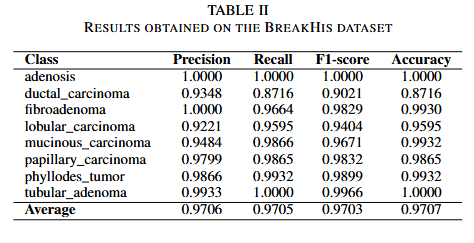 TABLE II
RESULTS OBTAINED ON THE BREAKHIS DATASET
Class Precision Recall F1-score Accuracy
adenosis 1.0000 1.0000 1.0000 1.0000
ductal_carcinoma 0.9348 0.8716 0.9021 0.8716
fibroadenoma 1.0000 0.9664 0.9829 0.9930
lobular_carcinoma 0.9221 0.9595 0.9404 0.9595
mucinous_carcinoma 0.9484 0.9866 0.9671 0.9932
papillary_carcinoma 0.9799 0.9865 0.9832 0.9865
phyllodes_tumor 0.9866 0.9932 0.9899 0.9932
tubular_adenoma 0.9933 1.0000 0.9966 1.0000
Average 0.9706 0.9705 0.9703 0.9707